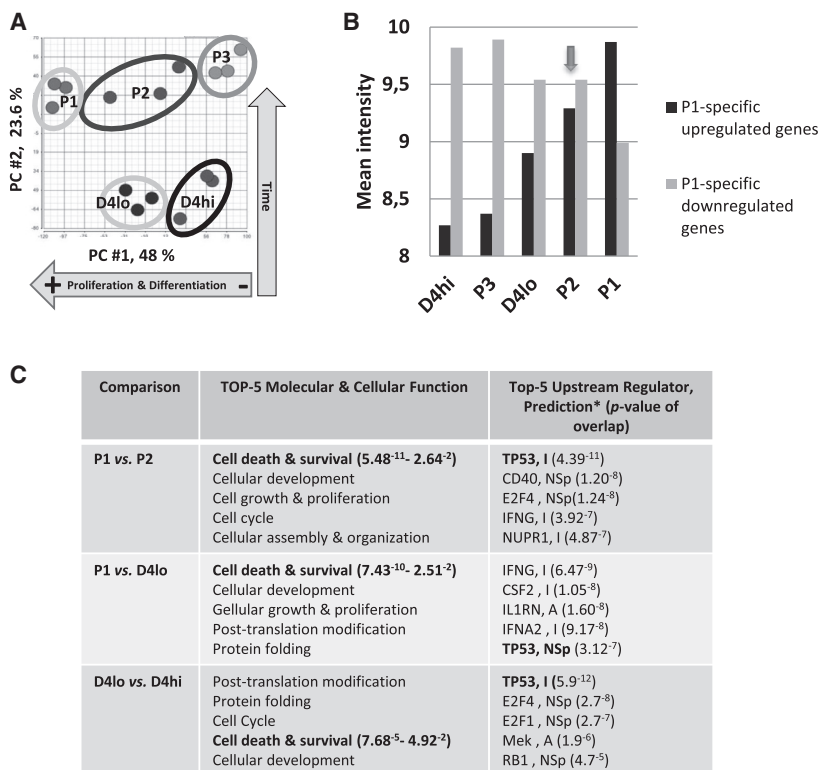 A
P3
P1
P2
D4lo
D4hi
PC #2, 23.6 %
PC #1, 48 %
Time
+ Proliferation & Differentiation -
B
10
9,5
9
8,5
8
Mean intensity
D4hi P3 D4lo P2 P1
P1-specific
upregulated genes
P1-specific
downregulated
genes
C
Comparison TOP-5 Molecular & Cellular Function Top-5 Upstream Regulator,
Prediction* (p-value of
overlap)
P1 vs. P2 Cell death & survival (5.48-11- 2.64-2) TP53, I (4.39-11)
Cellular development CD40, NSp (1.20-8)
Cell growth & proliferation E2F4 , NSp(1.24-8)
Cell cycle IFNG, I (3.92-7)
Cellular assembly & organization NUPR1, I (4.87-7)
P1 vs. D4lo Cell death & survival (7.43-10- 2.51-2) IFNG, I (6.47-9)
Cellular development CSF2 , I (1.05-8)
Gellular growth & proliferation IL1RN, A (1.60-8)
Post-translation modification IFNA2 , I (9.17-8)
Protein folding TP53, NSp (3.12-7)
D4lo vs. D4hi Post-translation modification TP53, I (5.9-12)
Protein folding E2F4 , NSp (2.7-8)
Cell Cycle E2F1 , NSp (2.7-7)
Cell death & survival (7.68-5- 4.92-2) Mek , A (1.9-6)
Cellular development RB1 , NSp (4.7-5)